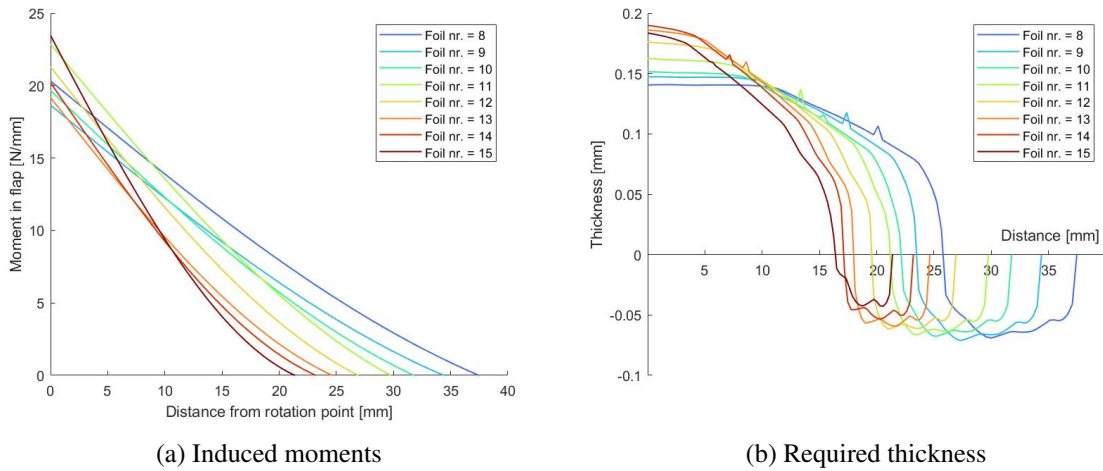 25
20
15
10
5
0
0
5
10
15
20
25
30
35
40
Moment in flap [N/mm]
Distance from rotation point [mm]
Foil nr. = 8
Foil nr. = 9
Foil nr. = 10
Foil nr. = 11
Foil nr. = 12
Foil nr. = 13
Foil nr. = 14
Foil nr. = 15
(a) Induced moments
0.2
0.15
0.1
0.05
0
-0.05
-0.1
5
10
15
20
25
30
35
Thickness [mm]
Distance [mm]
Foil nr. = 8
Foil nr. = 9
Foil nr. = 10
Foil nr. = 11
Foil nr. = 12
Foil nr. = 13
Foil nr. = 14
Foil nr. = 15
(b) Required thickness